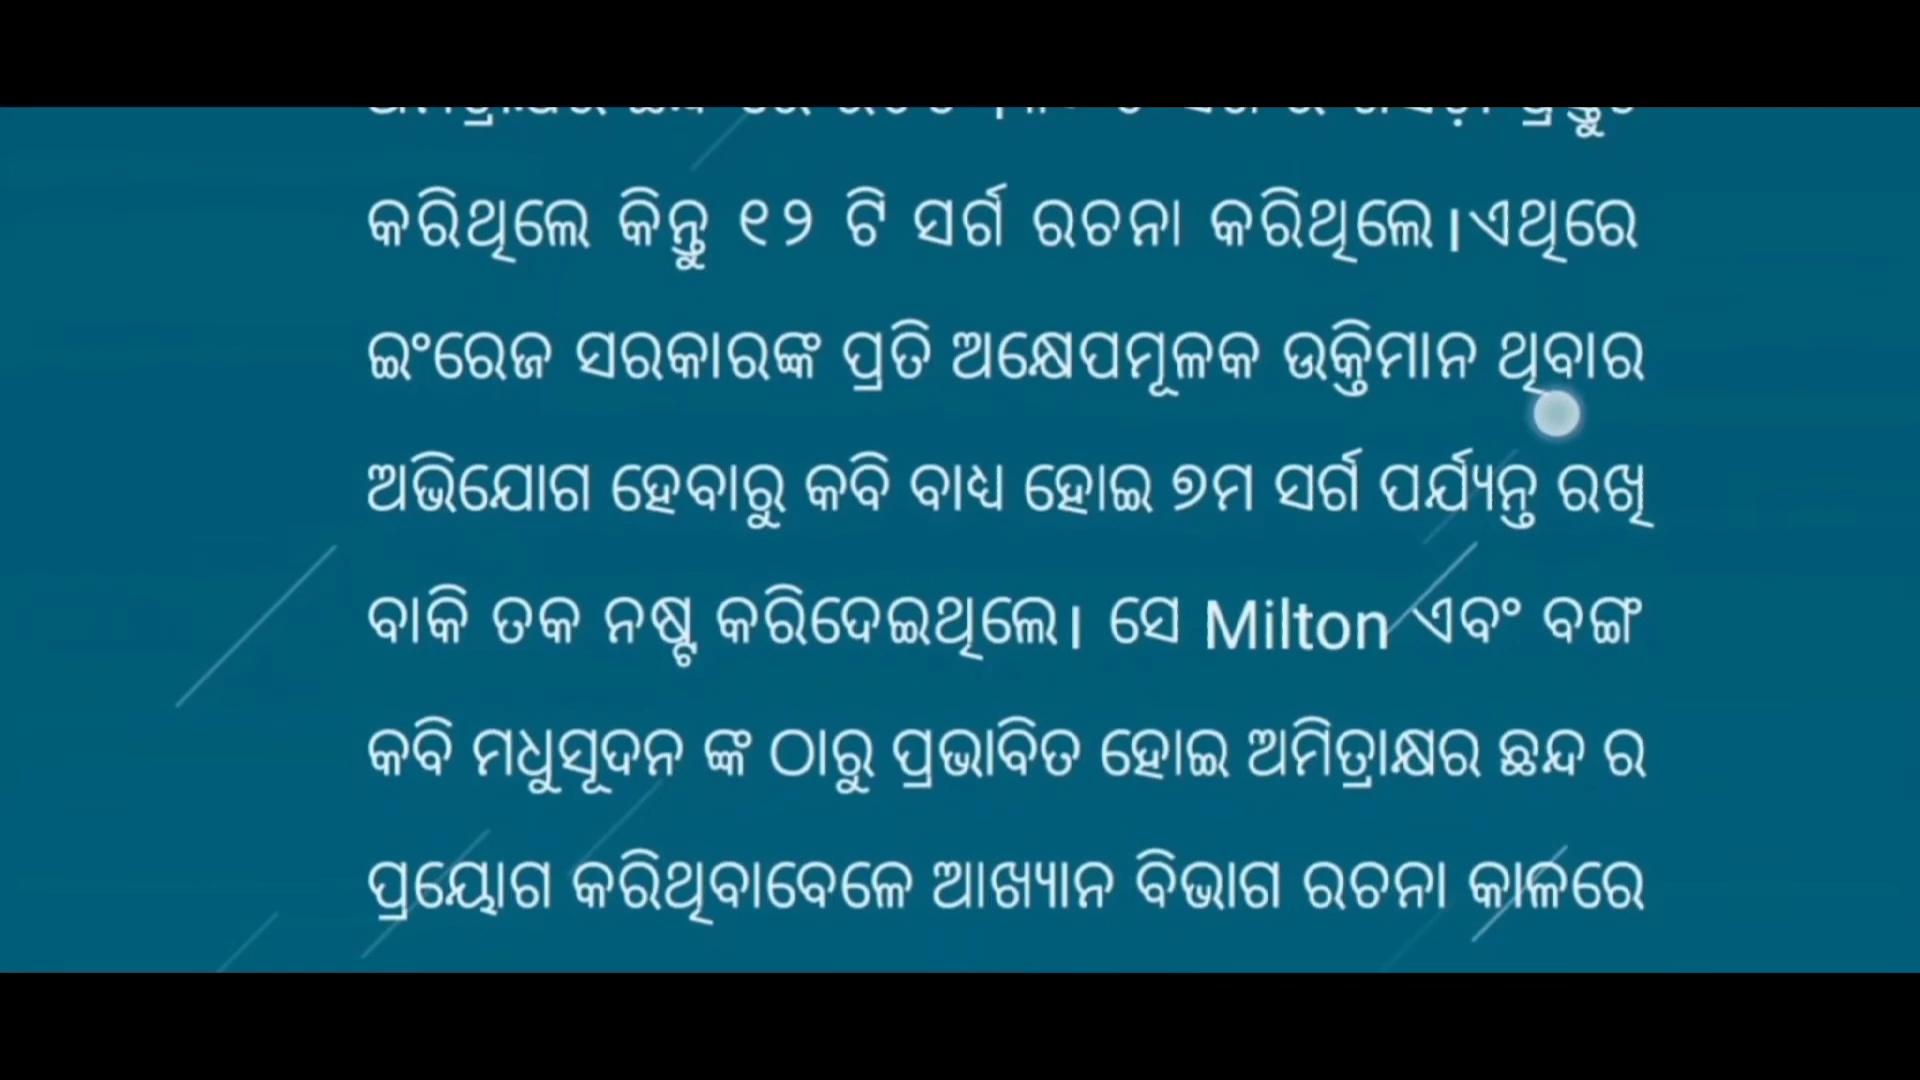 କରିଥିଲେ କିନ୍ତୁ ୧୨ ଟି ସର୍ଗ ରଚନା କରିଥିଲେ।ଏଥିରେ
ଇଂରେଜ ସରକାରଙ୍କ ପ୍ରତି ଅକ୍ଷେପମୂଳକ ଉକ୍ତିମାନ ଥିବାର
ଅଭିଯୋଗ ହେବାରୁ କବି ବାଧ ହୋଇ ୭ମ ସର୍ଗ ପର୍ଯ୍ୟନ୍ତ ରଖି
ବାକି ତକ ନଷ୍ଟ କରିଦେଇଥିଲେ। ସେ Milton ଏବଂ ବଙ୍ଗ
କବି ମଧୁସୂଦନ ଙ୍କ ଠାରୁ ପ୍ରଭାବିତ ହୋଇ ଅମିତ୍ରାକ୍ଷର ଛନ୍ଦ ର
ପ୍ରୟୋଗ କରିଥିବାବେଳେ ଆଖ୍ୟାନ ବିଭାଗ ରଚନା କାଳରେ